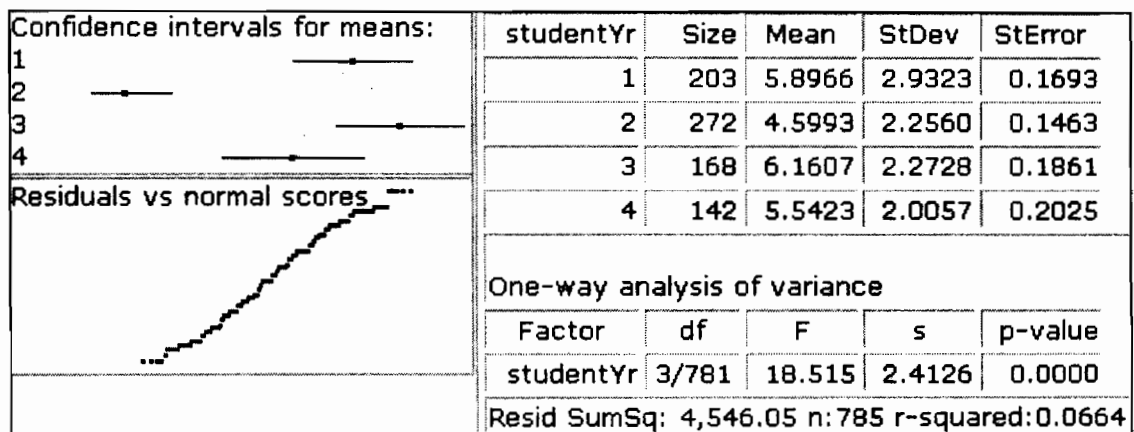 Confidence intervals for means:
1
2
3
4
Residuals vs normal scores
studentYr Size Mean StDev StError
1 203 5.8966 2.9323 0.1693
2 272 4.5993 2.2560 0.1463
3 168 6.1607 2.2728 0.1861
4 142 5.5423 2.0057 0.2025
One-way analysis of variance
Factor df F s p-value
studentYr 3/781 18.515 2.4126 0.0000
Resid SumSq: 4,546.05 n:785 r-squared:0.0664